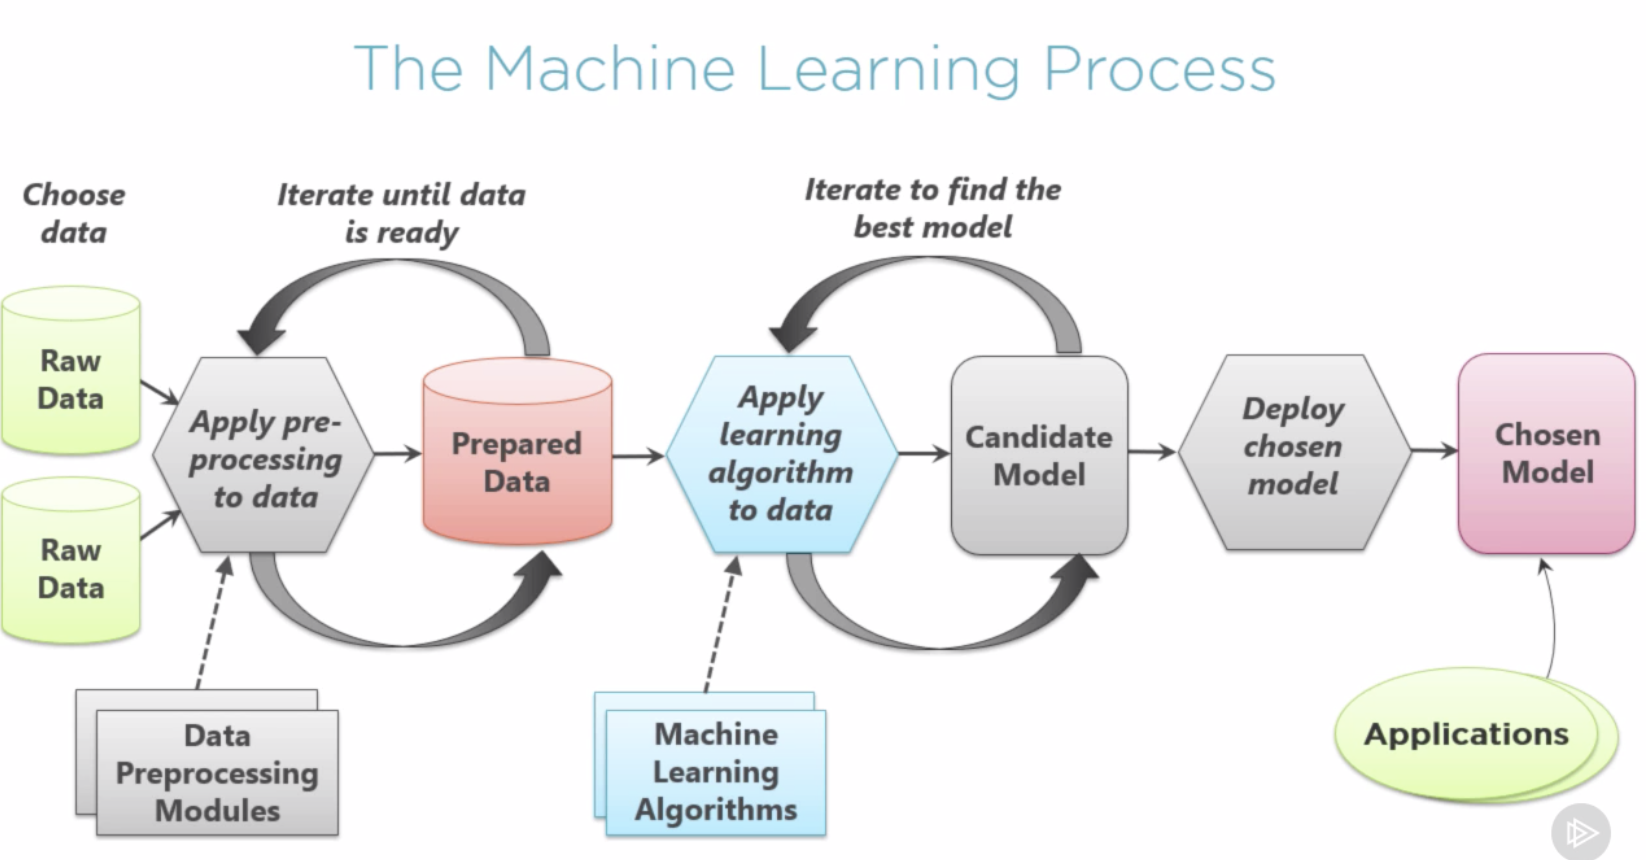 The Machine Learning Process
Choose
data
Iterate until data
is ready
Iterate to find the
best model
Raw
Data
Raw
Data
Apply pre-
processing
to data
Prepared
Data
Apply
learning
algorithm
to data
Candidate
Model
Deploy
chosen
model
Chosen
Model
Data
Preprocessing
Modules
Machine
Learning
Algorithms
Applications